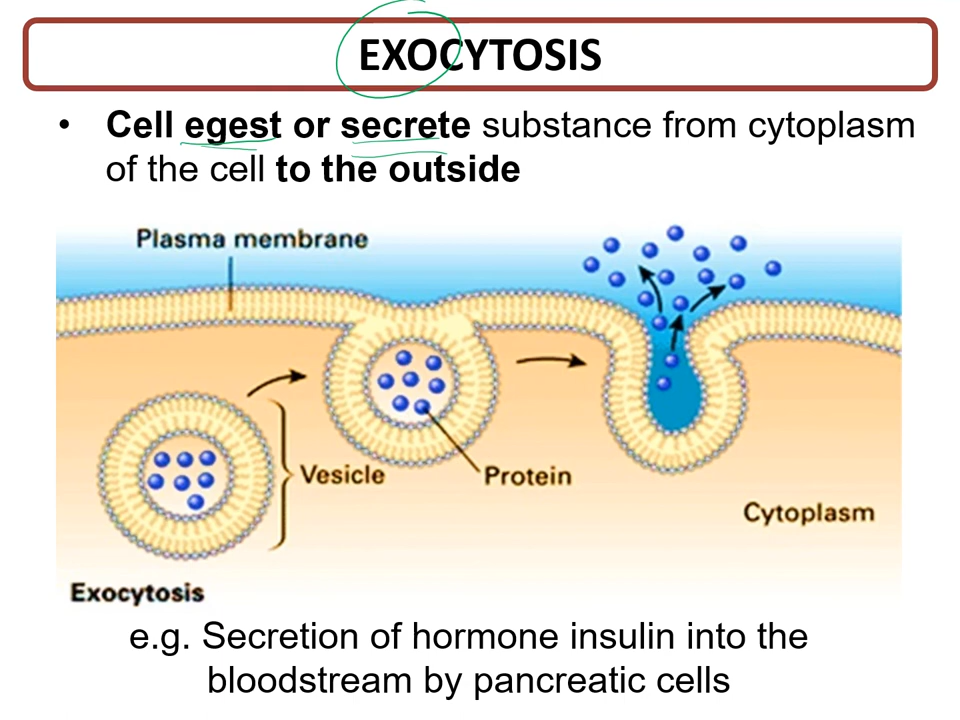 EXOCYTOSIS
• Cell egest or secrete substance from cytoplasm
of the cell to the outside
Plasma membrane
Vesicle
Protein
Cytoplasm
Exocytosis
e.g. Secretion of hormone insulin into the
bloodstream by pancreatic cells